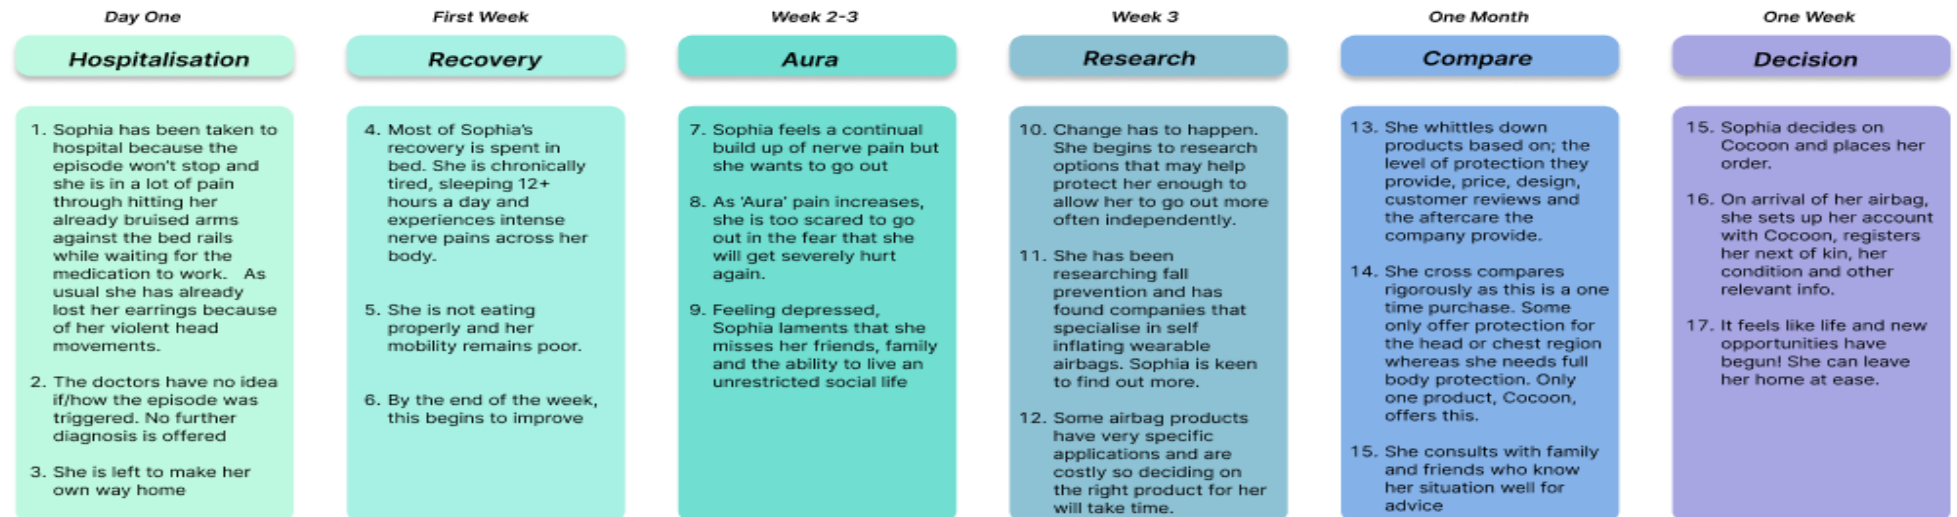 Day One
Hospitalisation
1. Sophia has been taken to
hospital because the
episode won't stop and
she is in a lot of pain
through hitting her
already bruised arms
against the bed rails
while waiting for the
medication to work. As
usual she has already
lost her earrings because
of her violent head
movements.
2. The doctors have no idea
if/how the episode was
triggered. No further
diagnosis is offered
3. She is left to make her
own way home
First Week
Recovery
4. Most of Sophia's
recovery is spent in
bed. She is chronically
tired, sleeping 12+
hours a day and
experiences intense
nerve pains across her
body.
5. She is not eating
properly and her
mobility remains poor.
6. By the end of the week,
this begins to improve
Week 2-3
Aura
7. Sophia feels a continual
build up of nerve pain but
she wants to go out
8. As 'Aura' pain increases,
she is too scared to go
out in the fear that she
will get severely hurt
again.
9. Feeling depressed,
Sophia laments that she
misses her friends, family
and the ability to live an
unrestricted social life
Week 3
Research
10. Change has to happen.
She begins to research
options that may help
protect her enough to
allow her to go out more
often independently.
11. She has been
researching fall
prevention and has
found companies that
specialise in self
inflating wearable
airbags. Sophia is keen
to find out more.
12. Some airbag products
have very specific
applications and are
costly so deciding on
the right product for her
will take time.
One Month
Compare
13. She whittles down
products based on; the
level of protection they
provide, price, design,
customer reviews and
the aftercare the
company provide.
14. She cross compares
rigorously as this is a one
time purchase. Some
only offer protection for
the head or chest region
whereas she needs full
body protection. Only
one product, Cocoon,
offers this.
15. She consults with family
and friends who know
her situation well for
advice
One Week
Decision
15. Sophia decides on
Cocoon and places her
order.
16. On arrival of her airbag,
she sets up her account
with Cocoon, registers
her next of kin, her
condition and other
relevant info.
17. It feels like life and new
opportunities have
begun! She can leave
her home at ease.